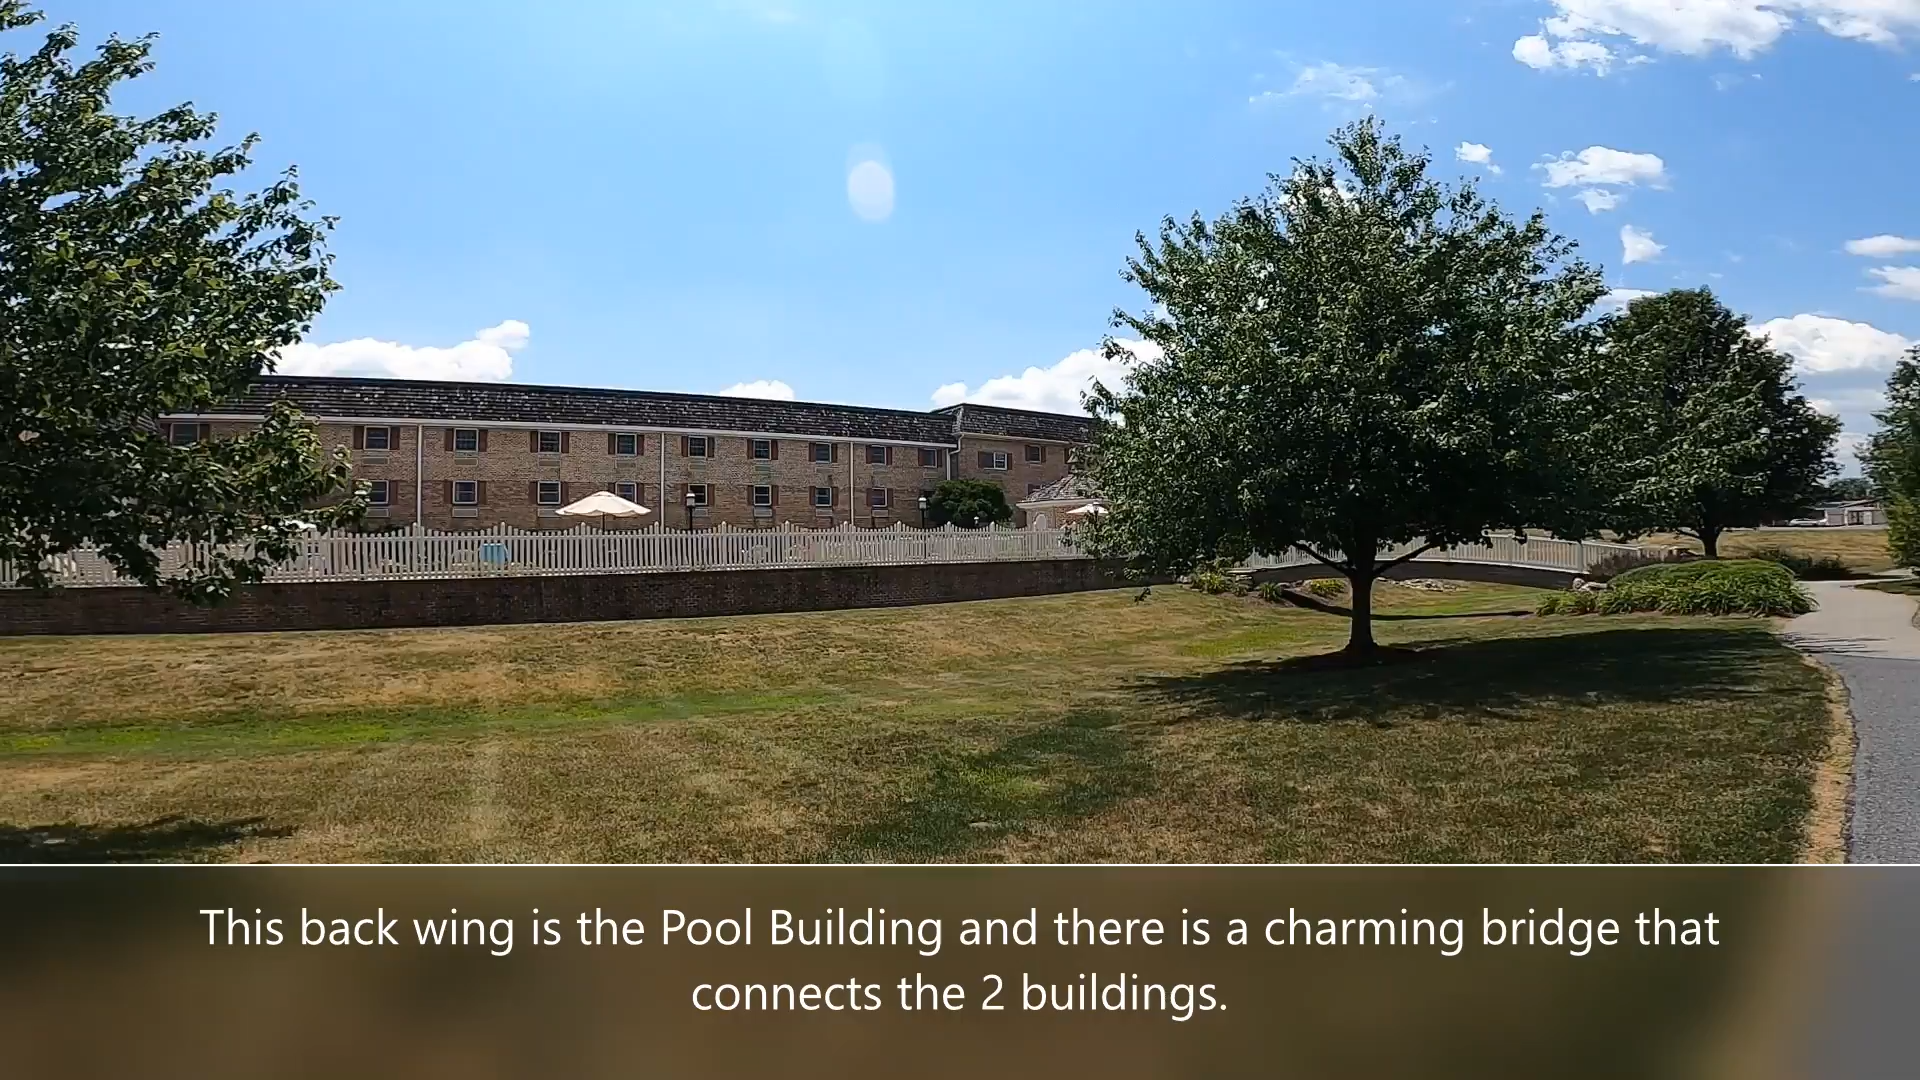 This back wing is the Pool Building and there is a charming bridge that
connects the 2 buildings.